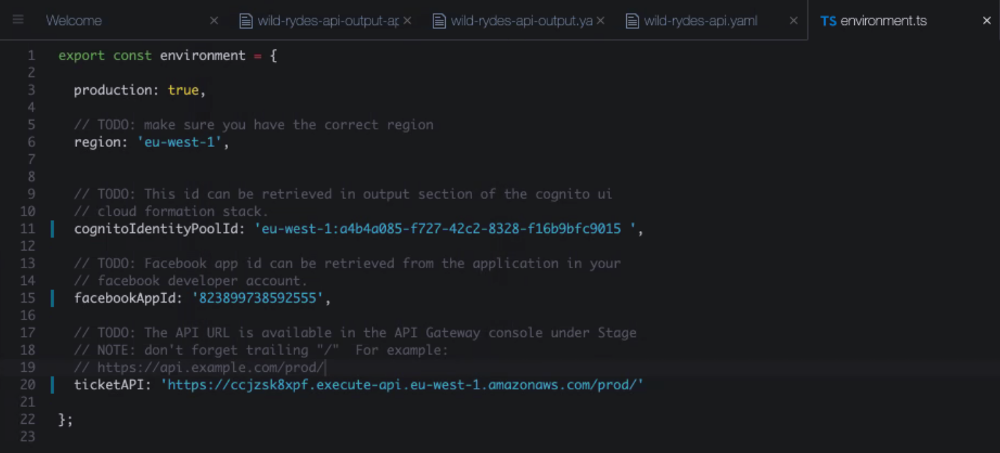 Welcome × wild-rydes-api-output-ap × wild-rydes-api-output.ya × wild-rydes-api.yaml × TS environment.ts ×
1 export const environment = {
2
3 production: true,
4
5 // TODO: make sure you have the correct region
6 region: 'eu-west-1',
7
8
9 // TODO: This id can be retrieved in output section of the cognito ui
10 // cloud formation stack.
11 cognitoIdentityPoolId: 'eu-west-1:a4b4a085-f727-42c2-8328-f16b9bfc9015 ',
12
13 // TODO: Facebook app id can be retrieved from the application in your
14 // facebook developer account.
15 facebookAppId: '823899738592555',
16
17 // TODO: The API URL is available in the API Gateway console under Stage
18 // NOTE: don't forget trailing "/"  For example:
19 // https://api.example.com/prod/
20 ticketAPI: 'https://ccjzsk8xpf.execute-api.eu-west-1.amazonaws.com/prod/'
21
22 };
23